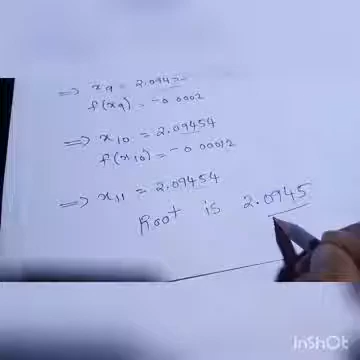 ⇒ x₉ = 2.0945
f(x₉) = -0.0002
⇒ x₁₀ = 2.09454
f(x₁₀) = -0.00012
⇒ x₁₁ = 2.09454
Root is 2.0945
InShOt